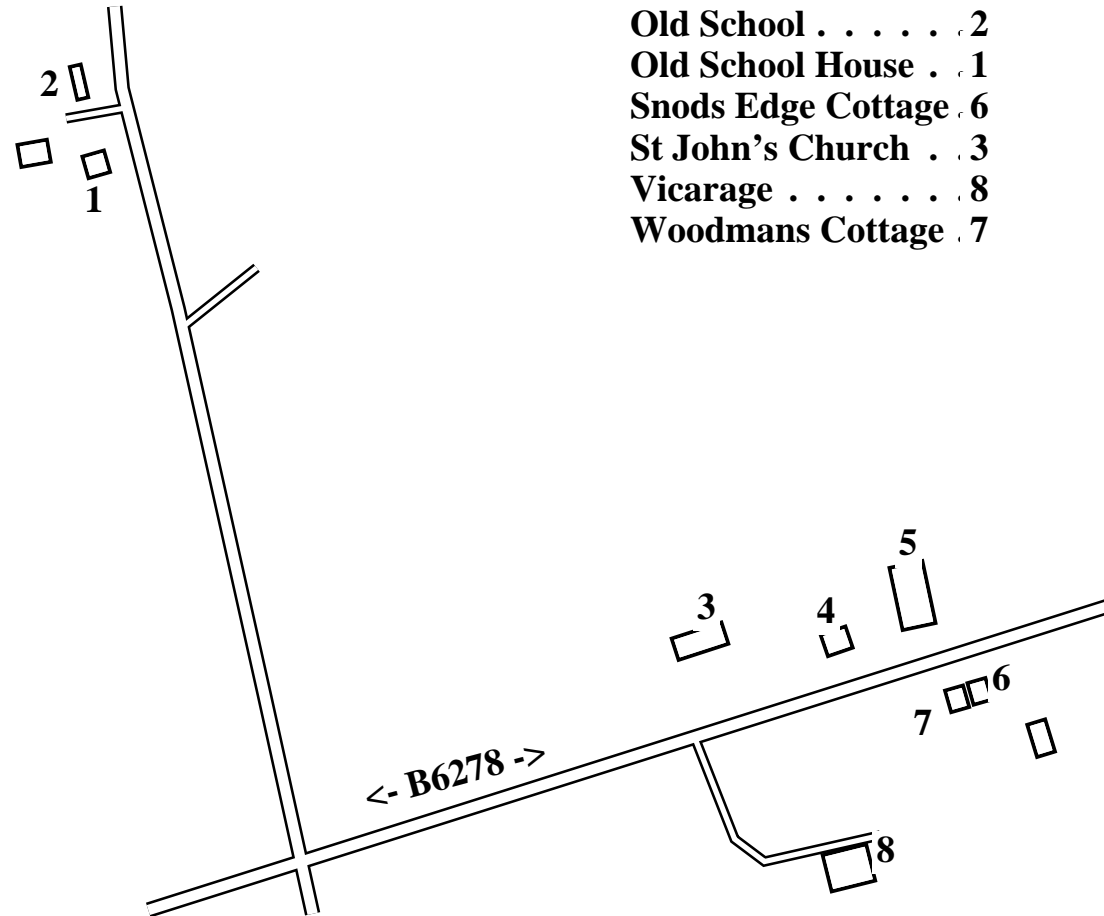 Old School . . . . . . . 2
Old School House . . 1
Snods Edge Cottage . 6
St John's Church . . 3
Vicarage . . . . . . . . 8
Woodmans Cottage . 7
2
1
5
3
4
6
7
<- B6278 ->
8